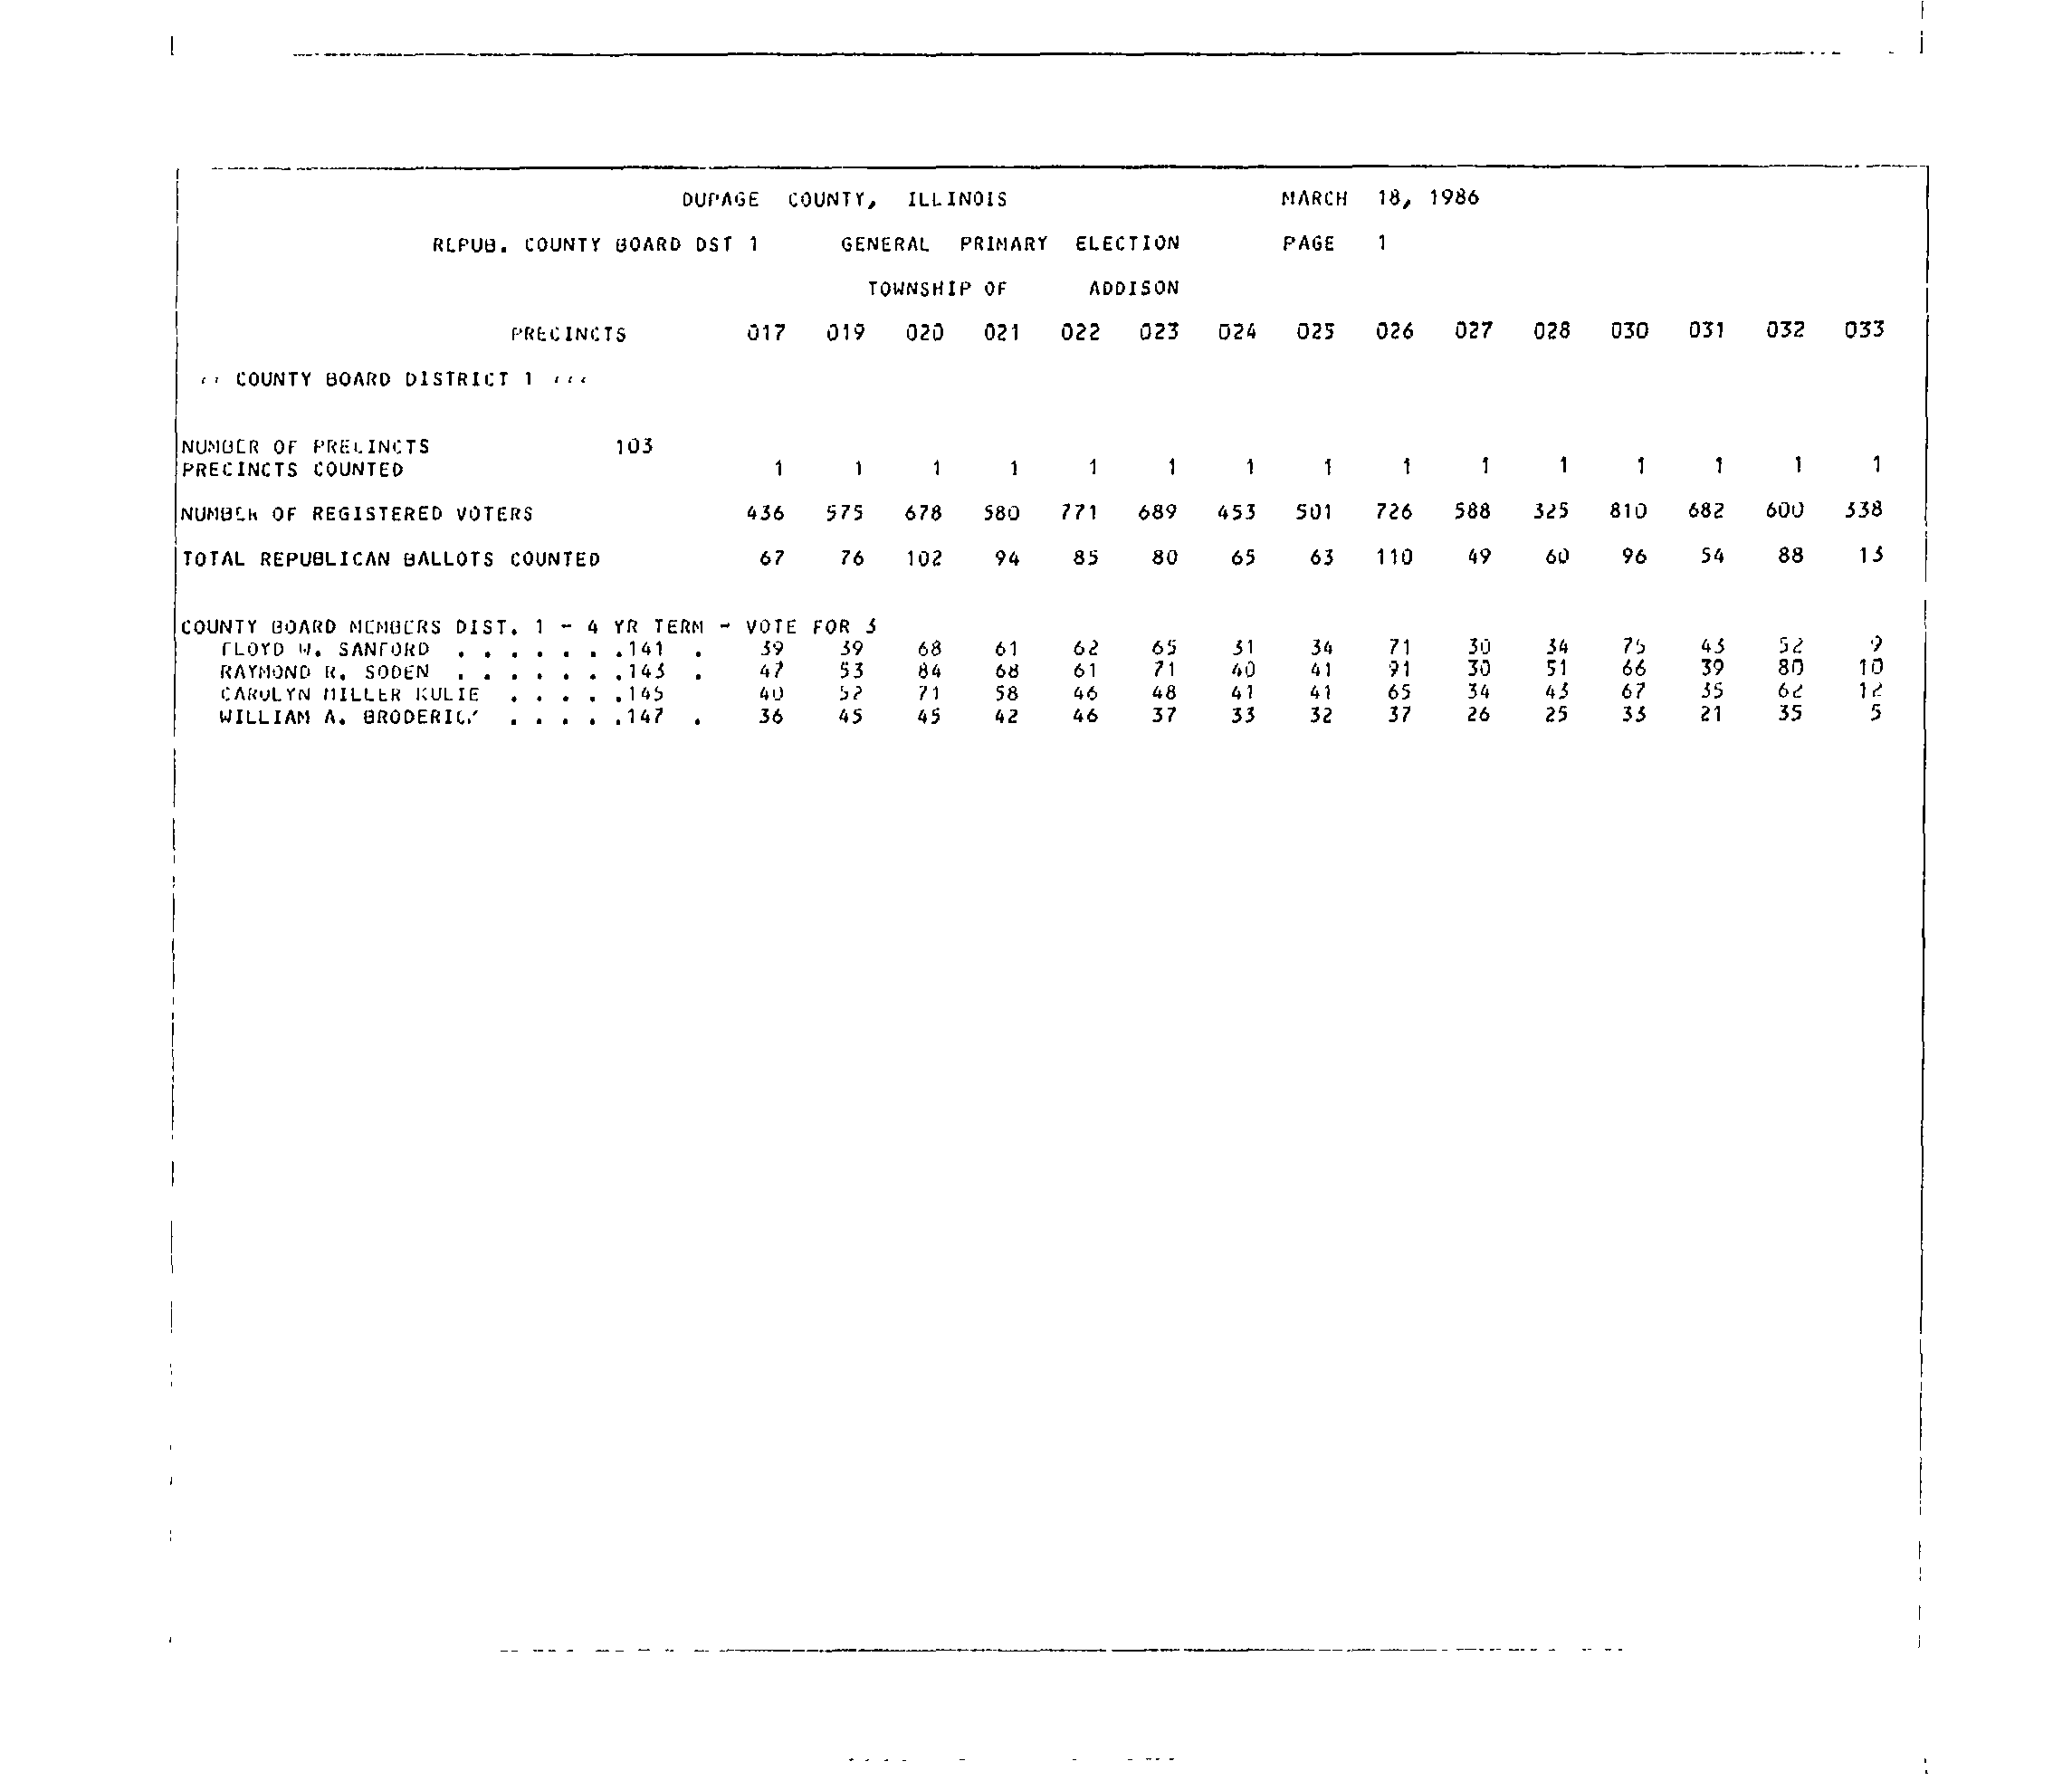 DUPAGE COUNTY, ILLINOIS MARCH 18, 1986
REPUB. COUNTY BOARD DST 1 GENERAL PRIMARY ELECTION PAGE 1
TOWNSHIP OF ADDISON
PRECINCTS 017 019 020 021 022 023 024 025 026 027 028 030 031 032 033
COUNTY BOARD DISTRICT 1
NUMBER OF PRECINCTS 103
PRECINCTS COUNTED 1 1 1 1 1 1 1 1 1 1 1 1 1 1 1
NUMBER OF REGISTERED VOTERS 436 575 678 580 771 689 453 501 726 588 325 810 682 600 338
TOTAL REPUBLICAN BALLOTS COUNTED 67 76 102 94 85 80 65 63 110 49 60 96 54 88 13
COUNTY BOARD MEMBERS DIST. 1 - 4 YR TERM - VOTE FOR 3
FLOYD W. SANFORD . . . . . . .141 . 39 39 68 61 62 65 31 34 71 30 34 75 43 52 9
RAYMOND R. SODEN . . . . . . .143 . 47 53 84 68 61 71 40 41 91 30 51 66 39 80 10
CAROLYN MILLER KULIE . . . . .145 40 52 71 58 46 48 41 41 65 34 43 67 35 62 12
WILLIAM A. BRODERICK . . . . .147 . 36 45 45 42 46 37 33 32 37 26 25 33 21 35 5